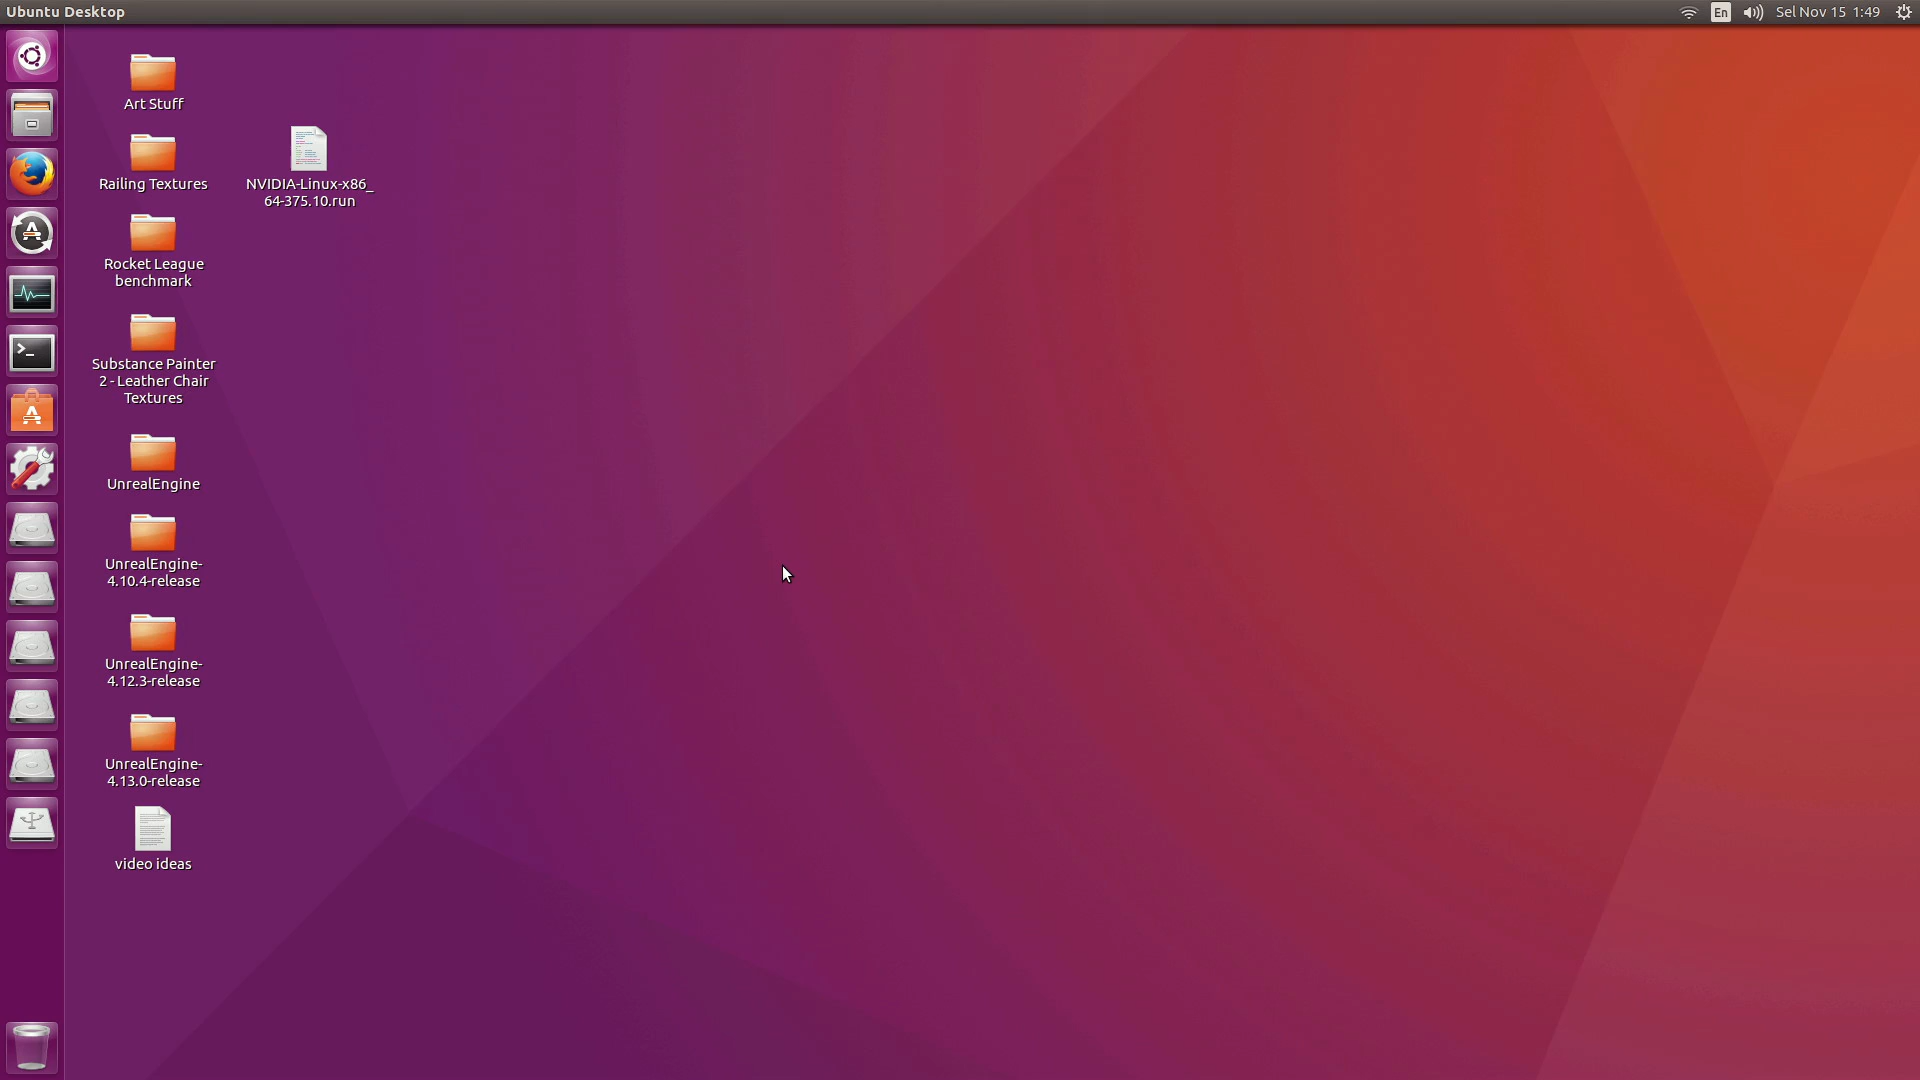 Ubuntu Desktop
En
Sel Nov 15 1:49
Art Stuff
Railing Textures
NVIDIA-Linux-x86_
64-375.10.run
Rocket League
benchmark
Substance Painter
2 - Leather Chair
Textures
UnrealEngine
UnrealEngine-
4.10.4-release
UnrealEngine-
4.12.3-release
UnrealEngine-
4.13.0-release
video ideas